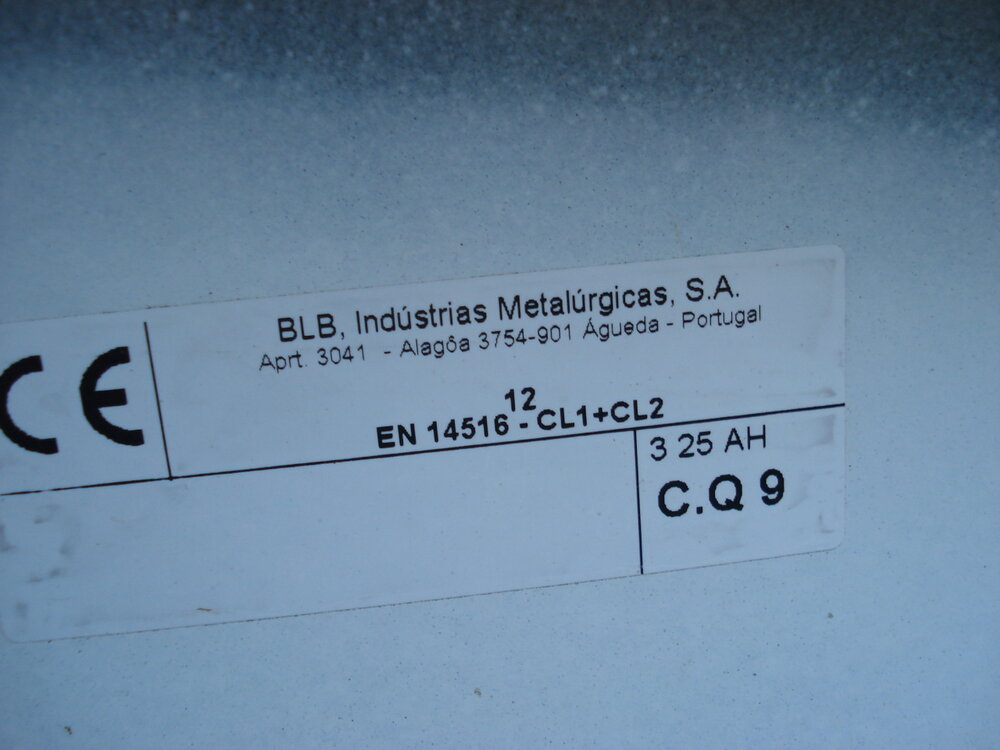 CE
BLB, Indústrias Metalúrgicas, S.A.
Aprt. 3041 - Alagôa 3754-901 Águeda - Portugal
12
EN 14516 - CL1+CL2
3 25 AH
C.Q 9